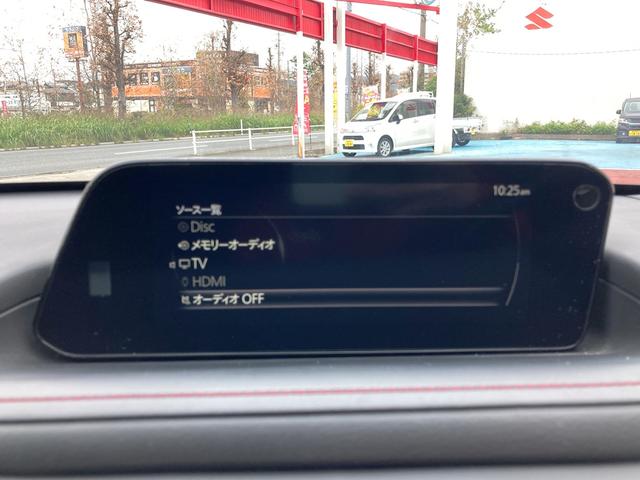 10:25am
ソース一覧
Disc
メモリーオーディオ
TV
HDMI
オーディオ OFF